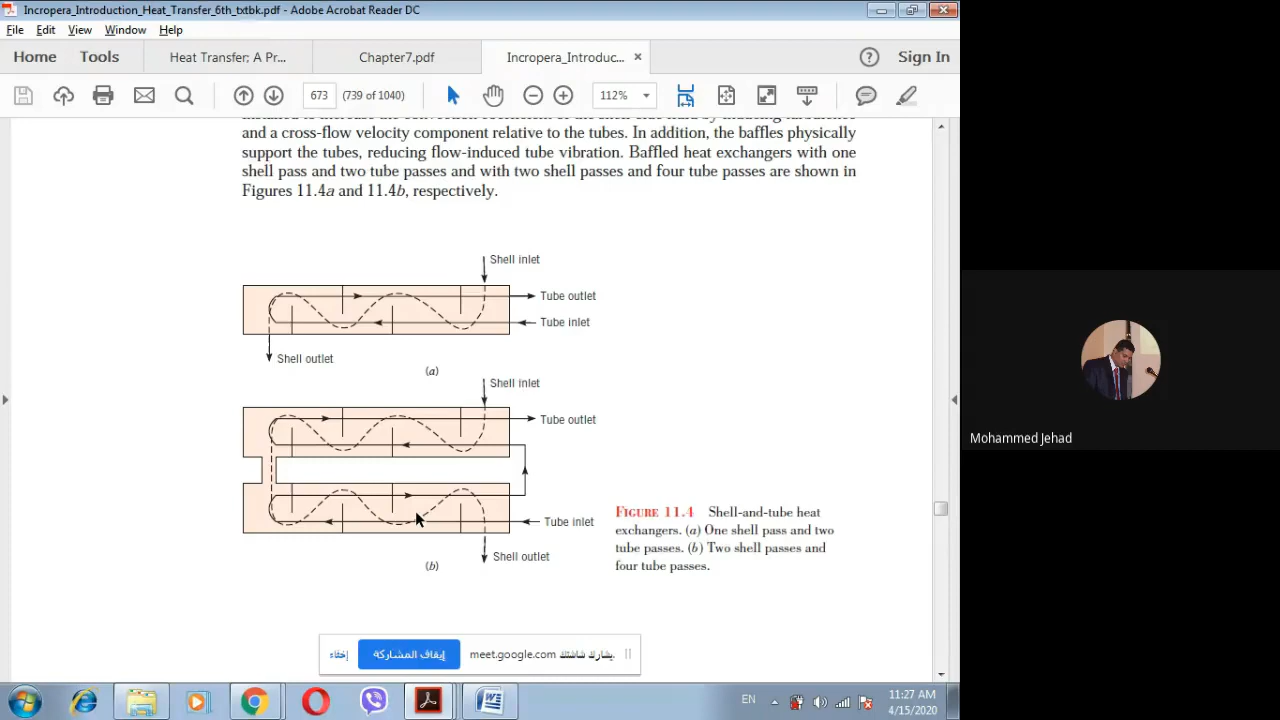 Incropera_Introduction_Heat_Transfer_6th_txtbk.pdf - Adobe Acrobat Reader DC
File Edit View Window Help
Home Tools Heat Transfer; A Pr... Chapter7.pdf Incropera_Introduc... × ? Sign In
673 (739 of 1040) 112%
and a cross-flow velocity component relative to the tubes. In addition, the baffles physically
support the tubes, reducing flow-induced tube vibration. Baffled heat exchangers with one
shell pass and two tube passes and with two shell passes and four tube passes are shown in
Figures 11.4a and 11.4b, respectively.
Shell inlet
Tube outlet
Tube inlet
Shell outlet
(a)
Shell inlet
Tube outlet
Tube inlet
Shell outlet
(b)
FIGURE 11.4 Shell-and-tube heat
exchangers. (a) One shell pass and two
tube passes. (b) Two shell passes and
four tube passes.
Mohammed Jehad
meet.google.com يشارك شاشتك.
إيقاف المشاركة
إخفاء
EN
11:27 AM
4/15/2020